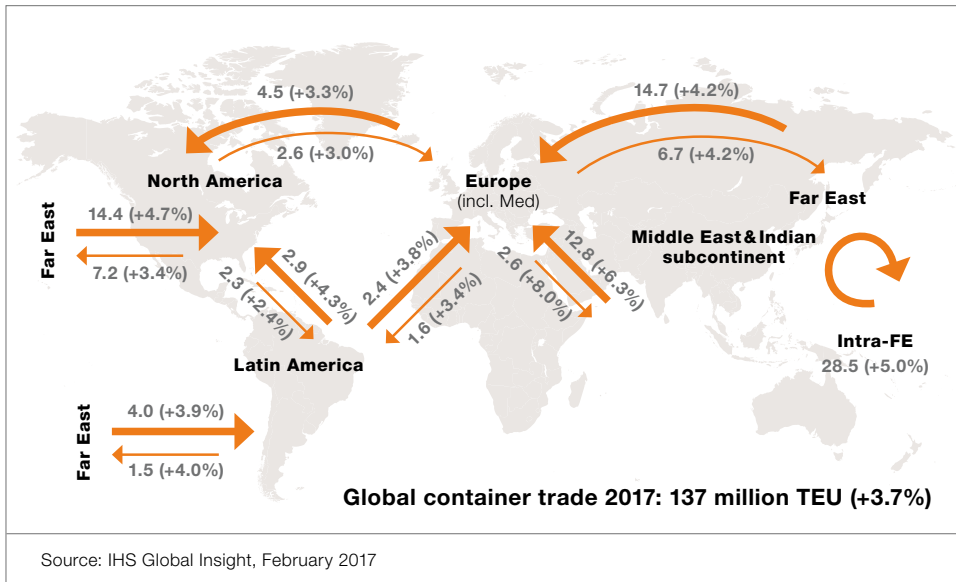 4.5 (+3.3%)
2.6 (+3.0%)
14.7 (+4.2%)
6.7 (+4.2%)
North America
Europe
(incl. Med)
Far East
Far East
14.4 (+4.7%)
7.2 (+3.4%)
2.9 (+4.3%)
2.3 (+2.4%)
2.4 (+3.8%)
1.6 (+3.4%)
12.8 (+6.3%)
2.6 (+8.0%)
Middle East & Indian
subcontinent
Latin America
Intra-FE
28.5 (+5.0%)
Far East
4.0 (+3.9%)
1.5 (+4.0%)
Global container trade 2017: 137 million TEU (+3.7%)
Source: IHS Global Insight, February 2017